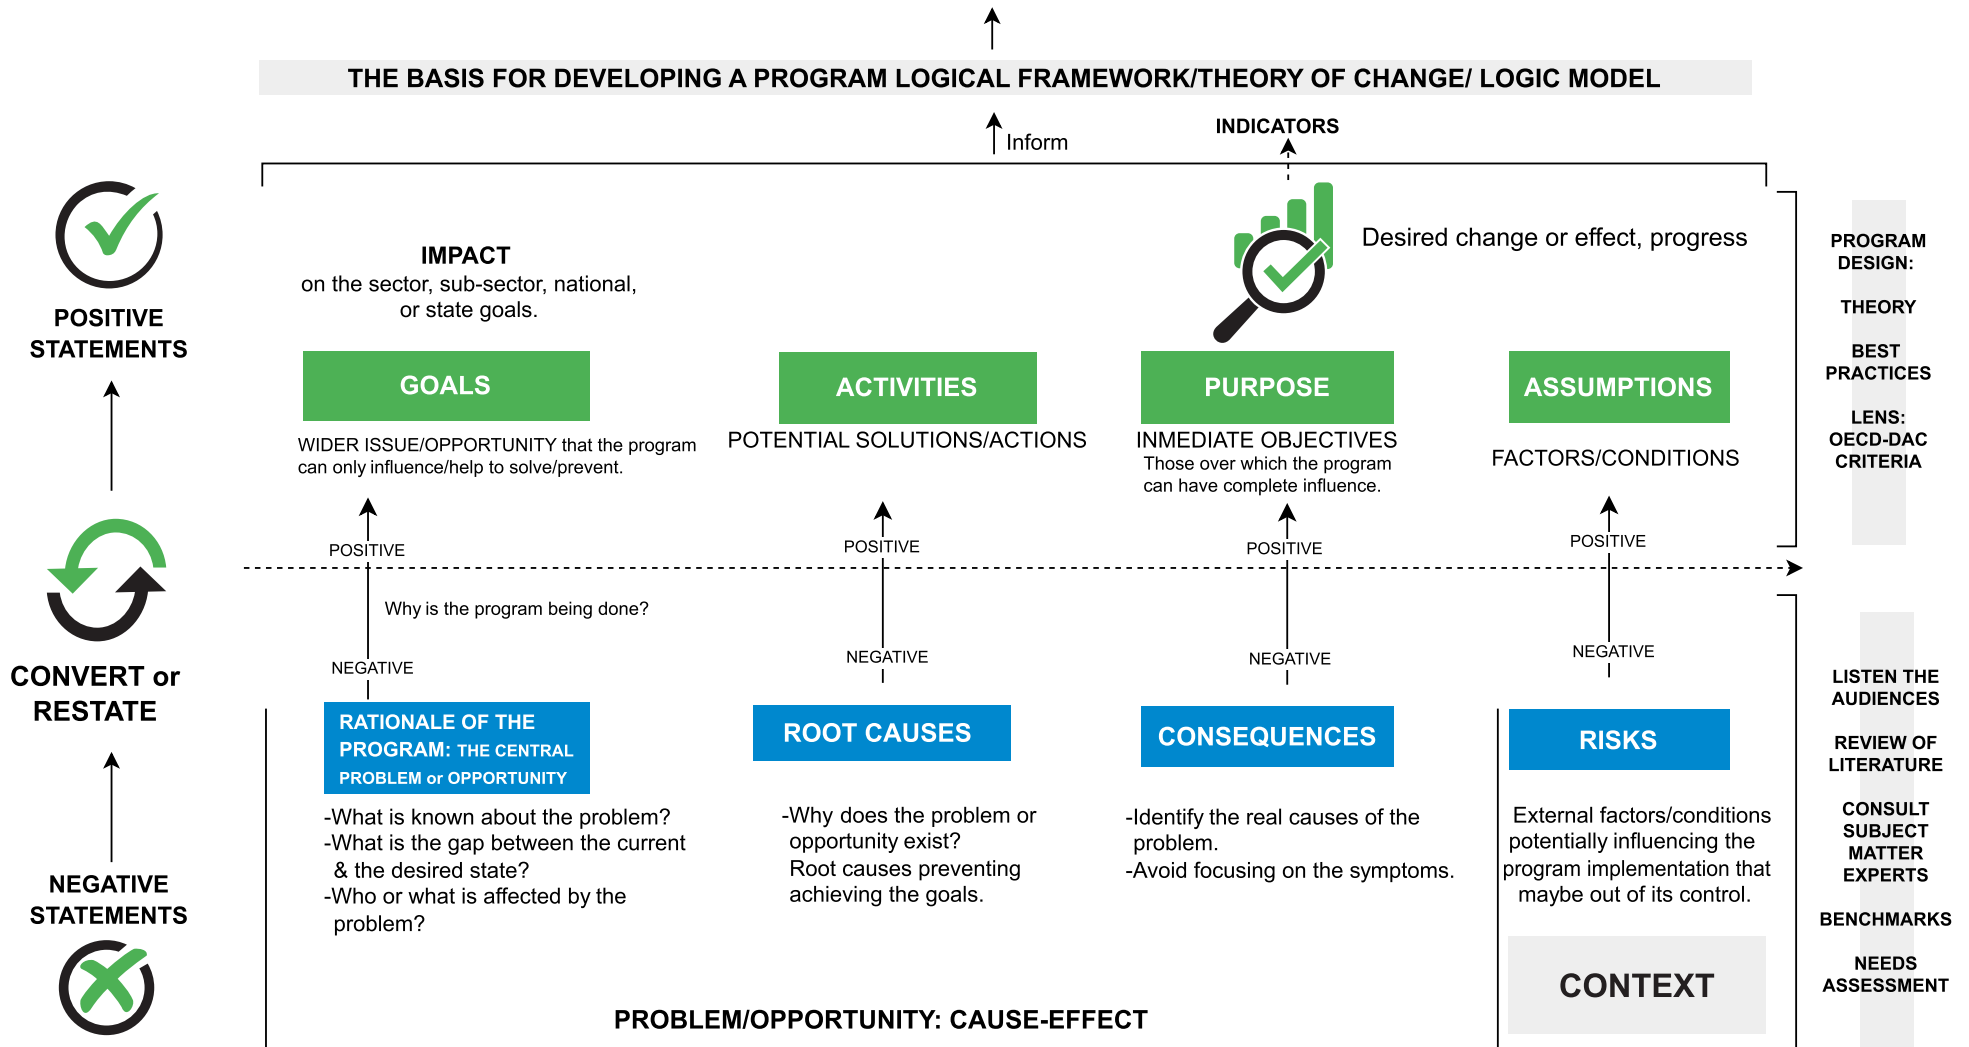 THE BASIS FOR DEVELOPING A PROGRAM LOGICAL FRAMEWORK/THEORY OF CHANGE/ LOGIC MODEL
Inform
INDICATORS
POSITIVE
STATEMENTS
CONVERT or
RESTATE
NEGATIVE
STATEMENTS
IMPACT
on the sector, sub-sector, national,
or state goals.
Desired change or effect, progress
GOALS
WIDER ISSUE/OPPORTUNITY that the program
can only influence/help to solve/prevent.
ACTIVITIES
POTENTIAL SOLUTIONS/ACTIONS
PURPOSE
INMEDIATE OBJECTIVES
Those over which the program
can have complete influence.
ASSUMPTIONS
FACTORS/CONDITIONS
POSITIVE
POSITIVE
POSITIVE
POSITIVE
Why is the program being done?
NEGATIVE
NEGATIVE
NEGATIVE
NEGATIVE
RATIONALE OF THE
PROGRAM: THE CENTRAL
PROBLEM or OPPORTUNITY
-What is known about the problem?
-What is the gap between the current
& the desired state?
-Who or what is affected by the
problem?
ROOT CAUSES
-Why does the problem or
opportunity exist?
Root causes preventing
achieving the goals.
CONSEQUENCES
-Identify the real causes of the
problem.
-Avoid focusing on the symptoms.
RISKS
External factors/conditions
potentially influencing the
program implementation that
maybe out of its control.
CONTEXT
PROBLEM/OPPORTUNITY: CAUSE-EFFECT
PROGRAM
DESIGN:
THEORY
BEST
PRACTICES
LENS:
OECD-DAC
CRITERIA
LISTEN THE
AUDIENCES
REVIEW OF
LITERATURE
CONSULT
SUBJECT
MATTER
EXPERTS
BENCHMARKS
NEEDS
ASSESSMENT